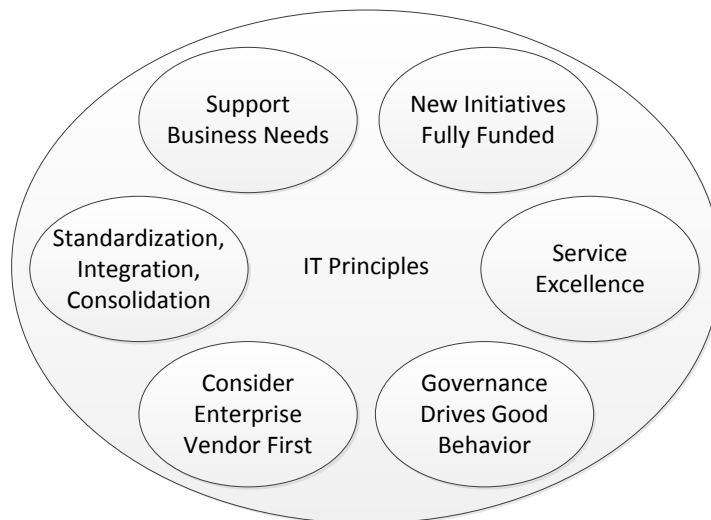 Support
Business Needs
New Initiatives
Fully Funded
Standardization,
Integration,
Consolidation
IT Principles
Service
Excellence
Consider
Enterprise
Vendor First
Governance
Drives Good
Behavior